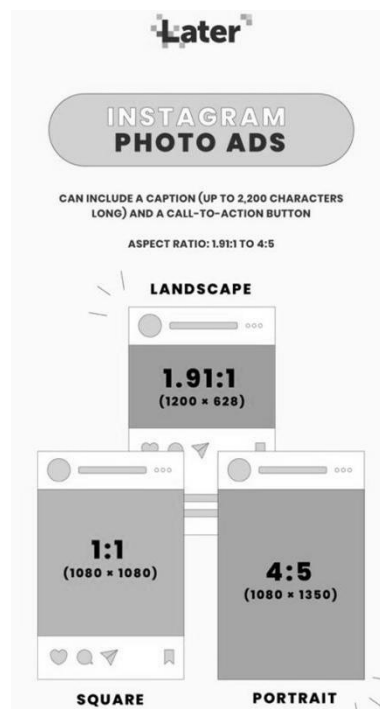 Later
INSTAGRAM
PHOTO ADS
CAN INCLUDE A CAPTION (UP TO 2,200 CHARACTERS
LONG) AND A CALL-TO-ACTION BUTTON
ASPECT RATIO: 1.91:1 TO 4:5
LANDSCAPE
1.91:1
(1200 × 628)
1:1
(1080 × 1080)
SQUARE
4:5
(1080 × 1350)
PORTRAIT